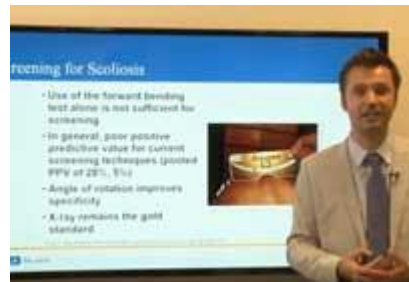 reening for Scoliosis
• Use of the forward bending
test alone is not sufficient for
screening
• In general, poor positive
predictive value for current
screening techniques (pooled
PPV of 28%, 5%)
• Angle of rotation improves
specificity
• X-ray remains the gold
standard